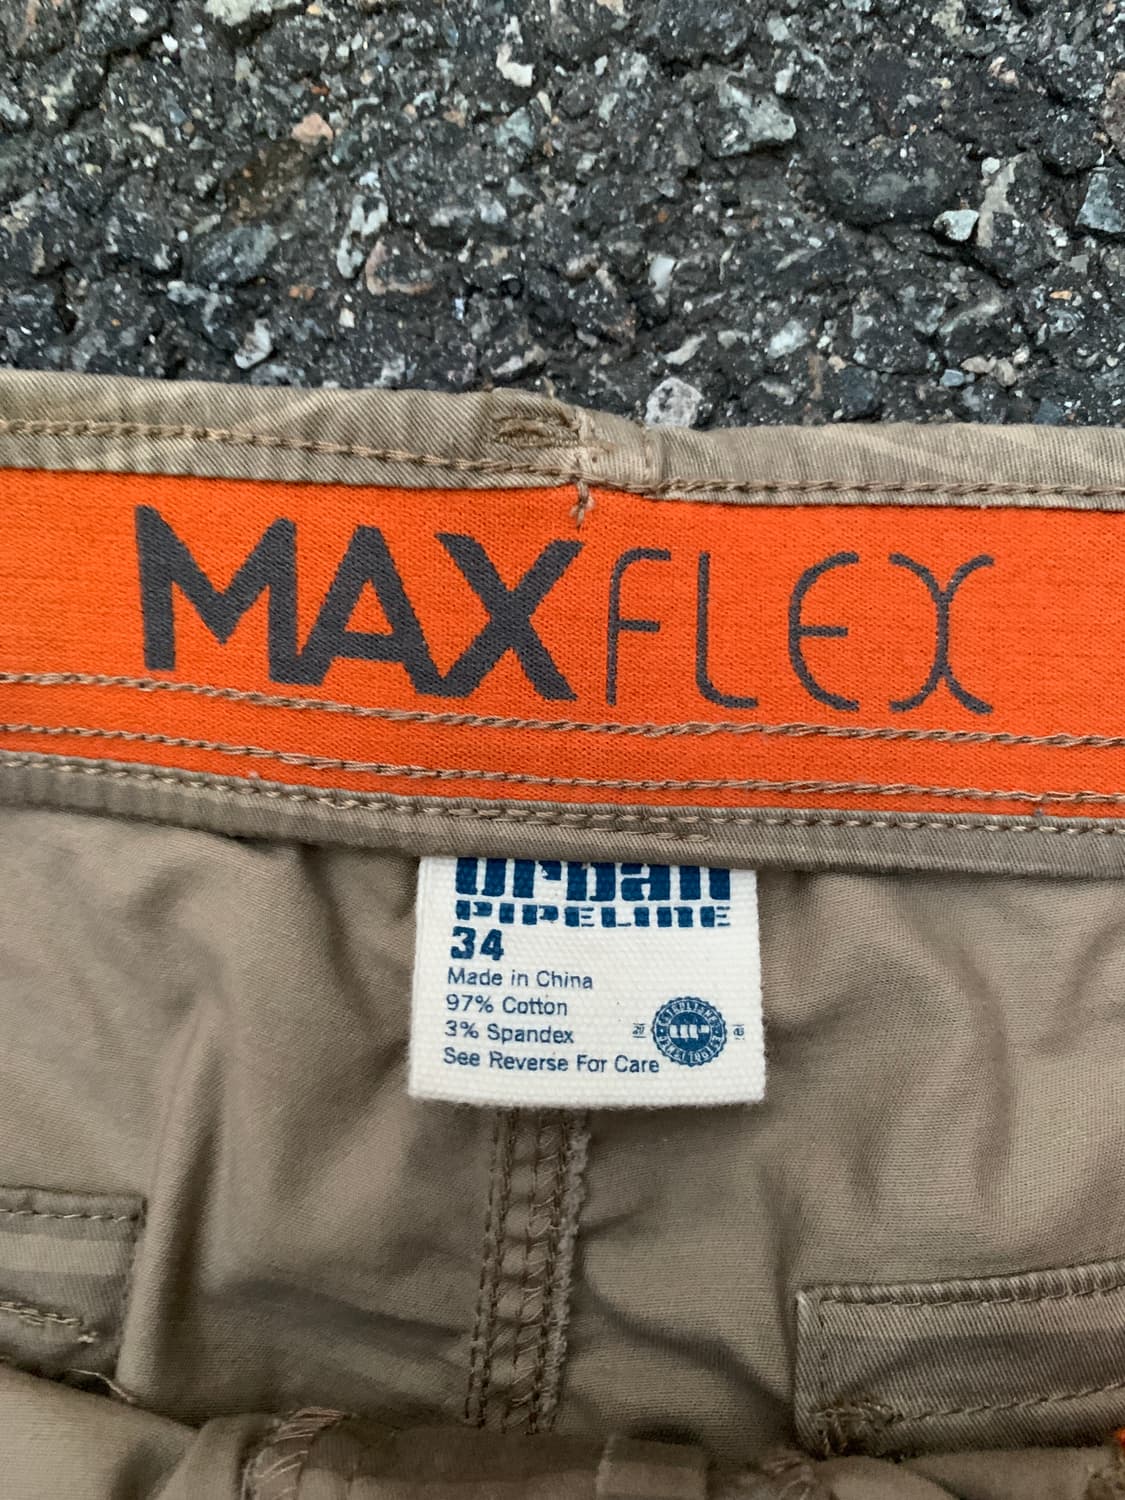 MAXFLEX
urban
PIPELINE
34
Made in China
97% Cotton
3% Spandex
See Reverse For Care